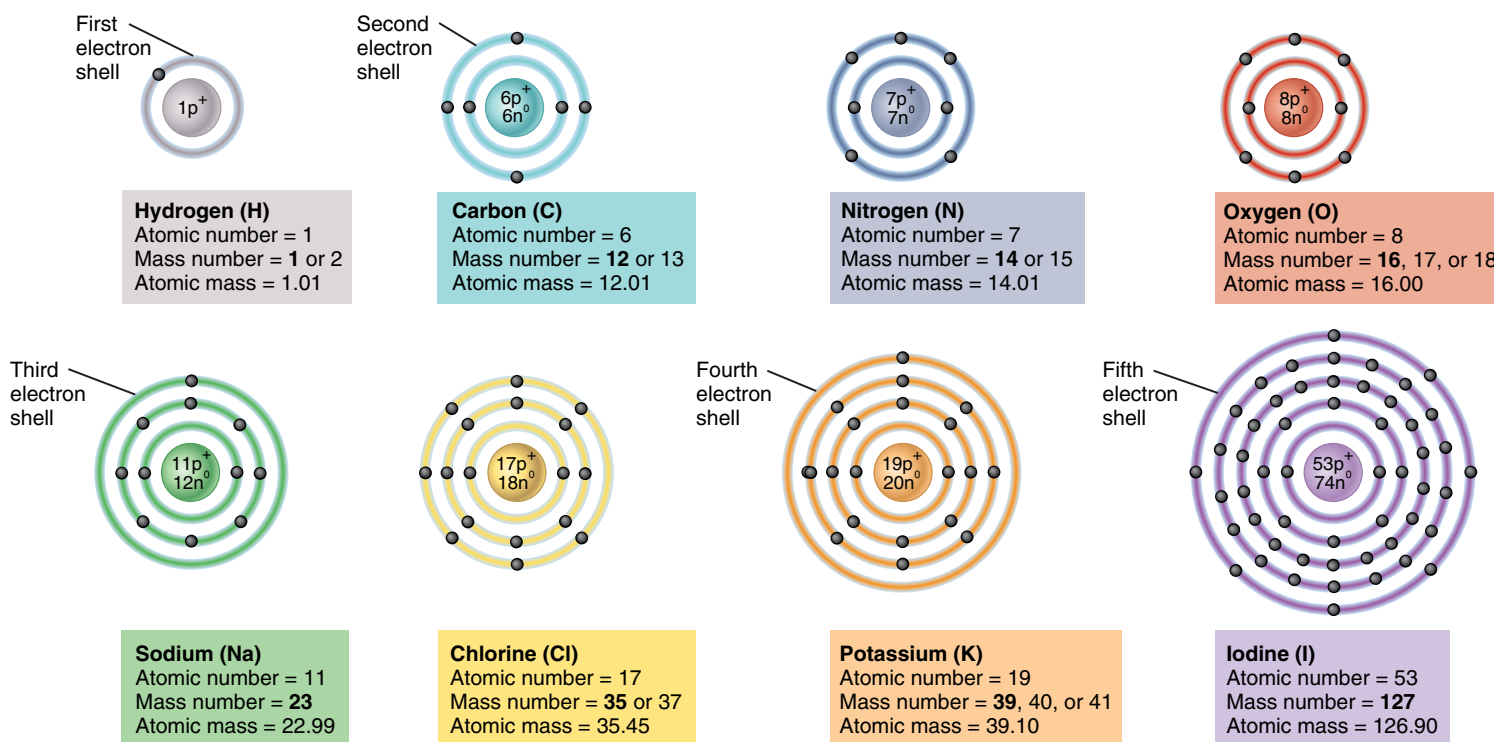 First
electron
shell
1p+
Hydrogen (H)
Atomic number = 1
Mass number = 1 or 2
Atomic mass = 1.01
Second
electron
shell
6p+
6n0
Carbon (C)
Atomic number = 6
Mass number = 12 or 13
Atomic mass = 12.01
7p+
7n0
Nitrogen (N)
Atomic number = 7
Mass number = 14 or 15
Atomic mass = 14.01
8p+
8n0
Oxygen (O)
Atomic number = 8
Mass number = 16, 17, or 18
Atomic mass = 16.00
Third
electron
shell
11p+
12n0
Sodium (Na)
Atomic number = 11
Mass number = 23
Atomic mass = 22.99
17p+
18n0
Chlorine (Cl)
Atomic number = 17
Mass number = 35 or 37
Atomic mass = 35.45
Fourth
electron
shell
19p+
20n0
Potassium (K)
Atomic number = 19
Mass number = 39, 40, or 41
Atomic mass = 39.10
Fifth
electron
shell
53p+
74n0
Iodine (I)
Atomic number = 53
Mass number = 127
Atomic mass = 126.90